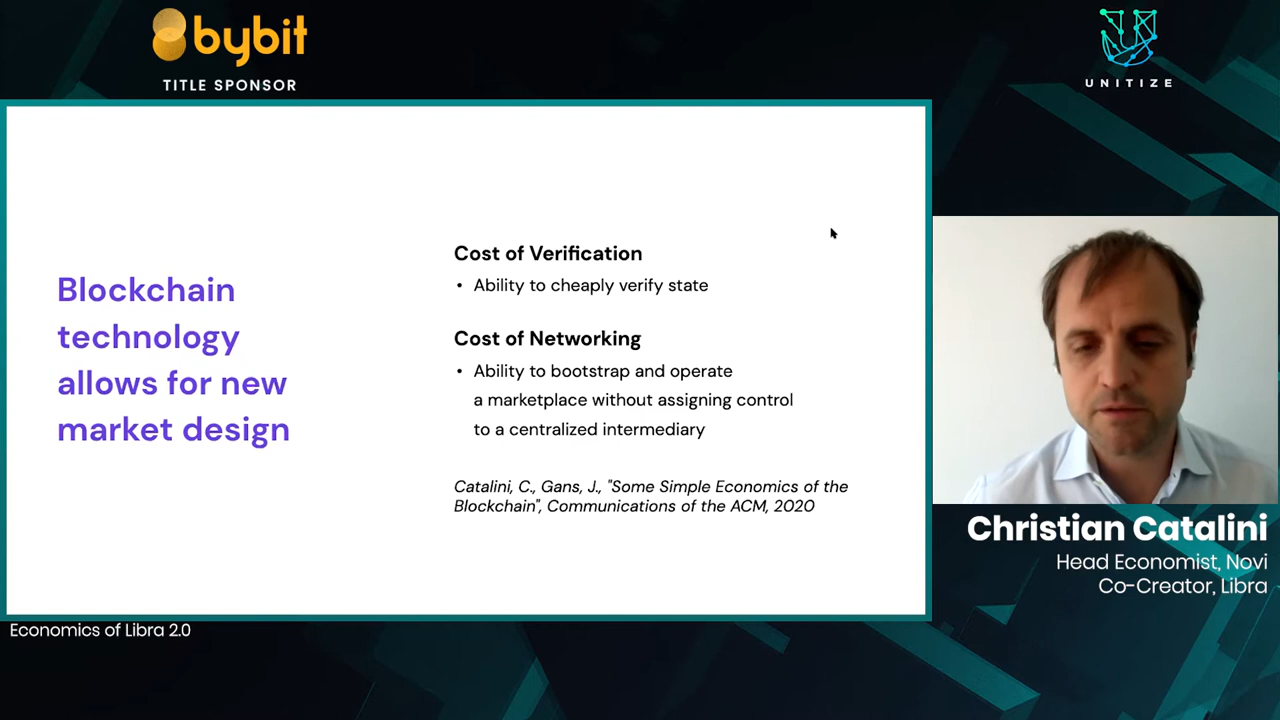 bybit
TITLE SPONSOR
UNITIZE
Blockchain
technology
allows for new
market design
Cost of Verification
• Ability to cheaply verify state
Cost of Networking
• Ability to bootstrap and operate
a marketplace without assigning control
to a centralized intermediary
Catalini, C., Gans, J., "Some Simple Economics of the
Blockchain", Communications of the ACM, 2020
Christian Catalini
Head Economist, Novi
Co-Creator, Libra
Economics of Libra 2.0